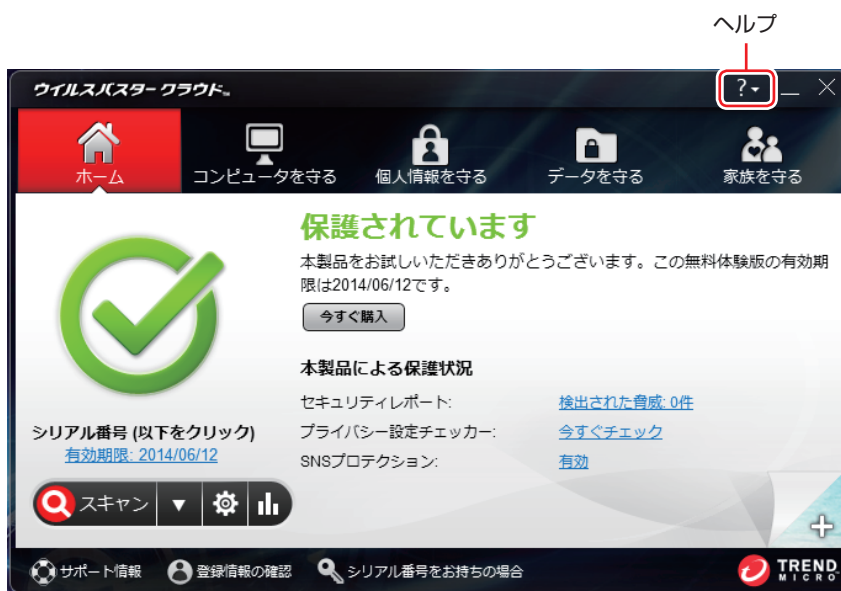 ヘルプ
ウイルスバスター クラウド™
?
ホーム
コンピュータを守る
個人情報を守る
データを守る
家族を守る
保護されています
本製品をお試しいただきありがとうございます。この無料体験版の有効期
限は2014/06/12です。
今すぐ購入
本製品による保護状況
セキュリティレポート: 検出された脅威: 0件
プライバシー設定チェッカー: 今すぐチェック
SNSプロテクション: 有効
シリアル番号 (以下をクリック)
有効期限: 2014/06/12
スキャン
サポート情報
登録情報の確認
シリアル番号をお持ちの場合
TREND
MICRO